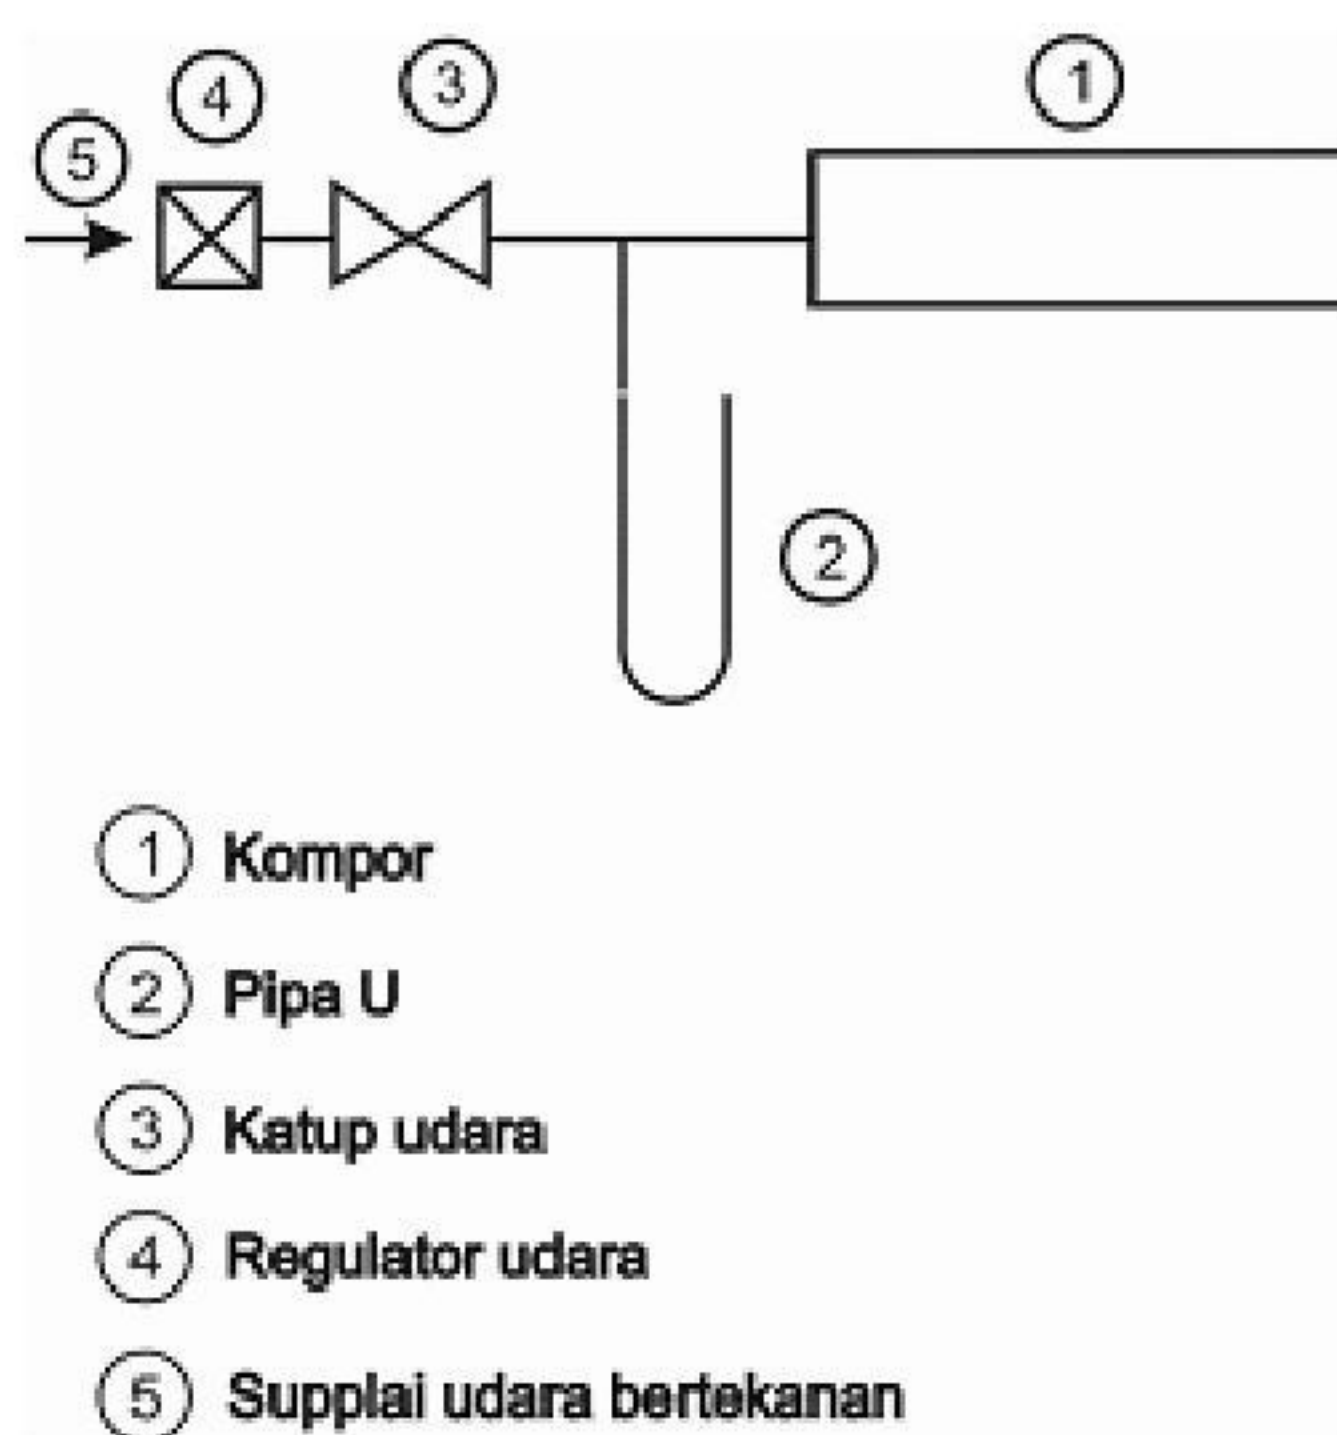 4
3
1
5
2
1 Kompor
2 Pipa U
3 Katup udara
4 Regulator udara
5 Supplai udara bertekanan